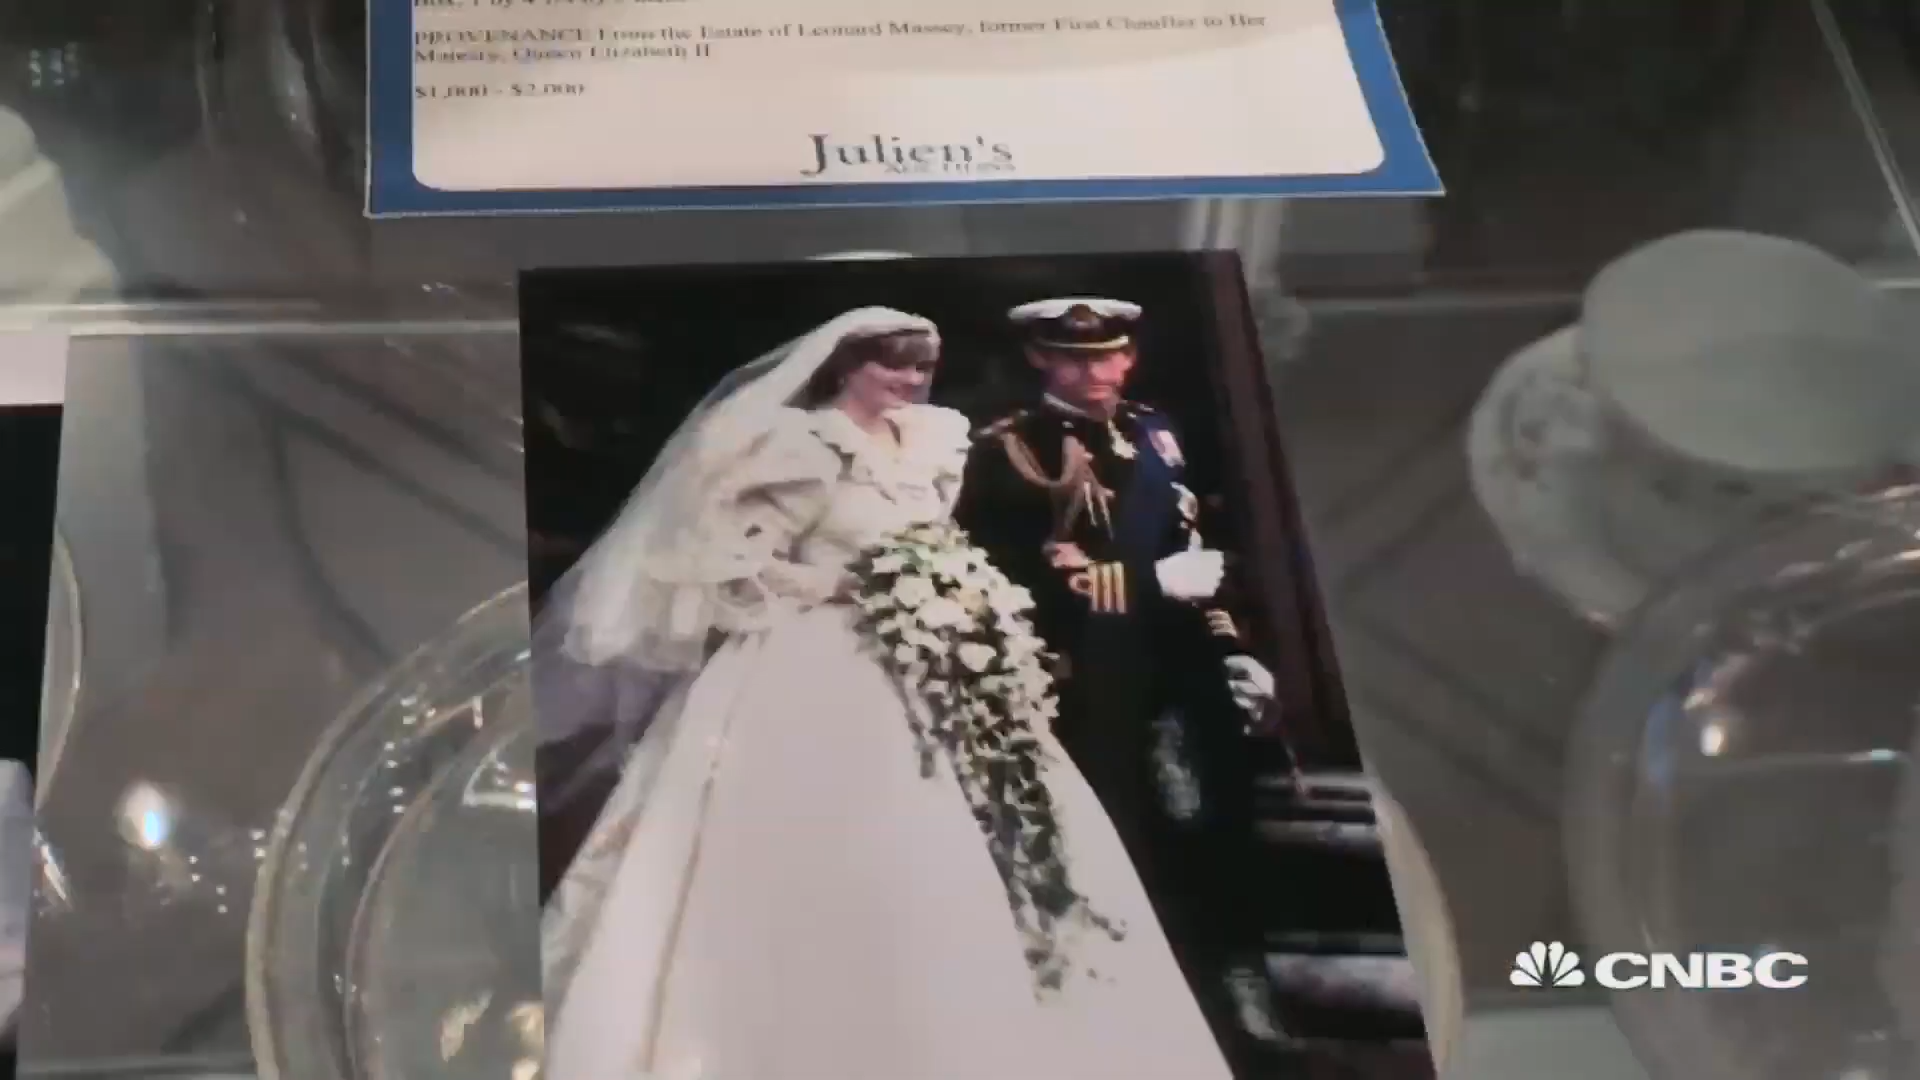 PROVENANCE From the Estate of Leonard Massey, former First Chauffer to Her
Majesty, Queen Elizabeth II
$1,000 - $2,000
Julien's
AUCTIONS
CNBC